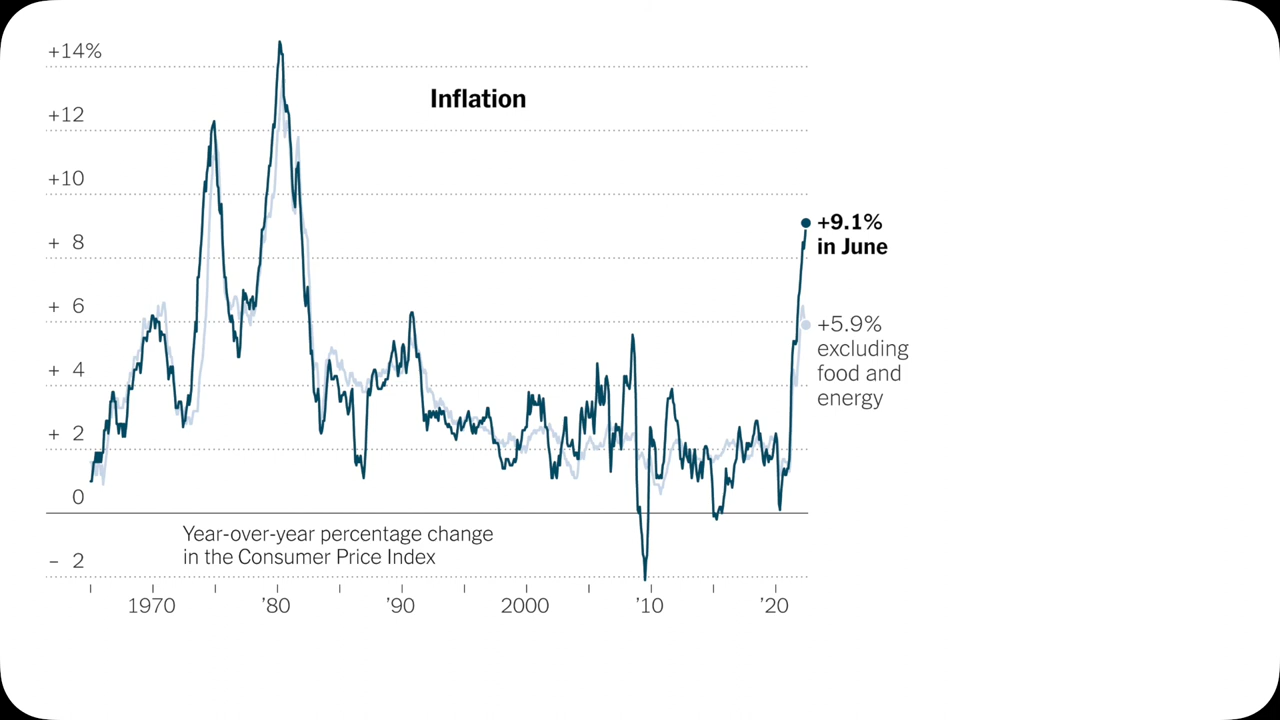 Inflation
+14%
+12
+10
+ 8
+ 6
+ 4
+ 2
0
– 2
+9.1%
in June
+5.9%
excluding
food and
energy
Year-over-year percentage change
in the Consumer Price Index
1970 ’80 ’90 2000 ’10 ’20